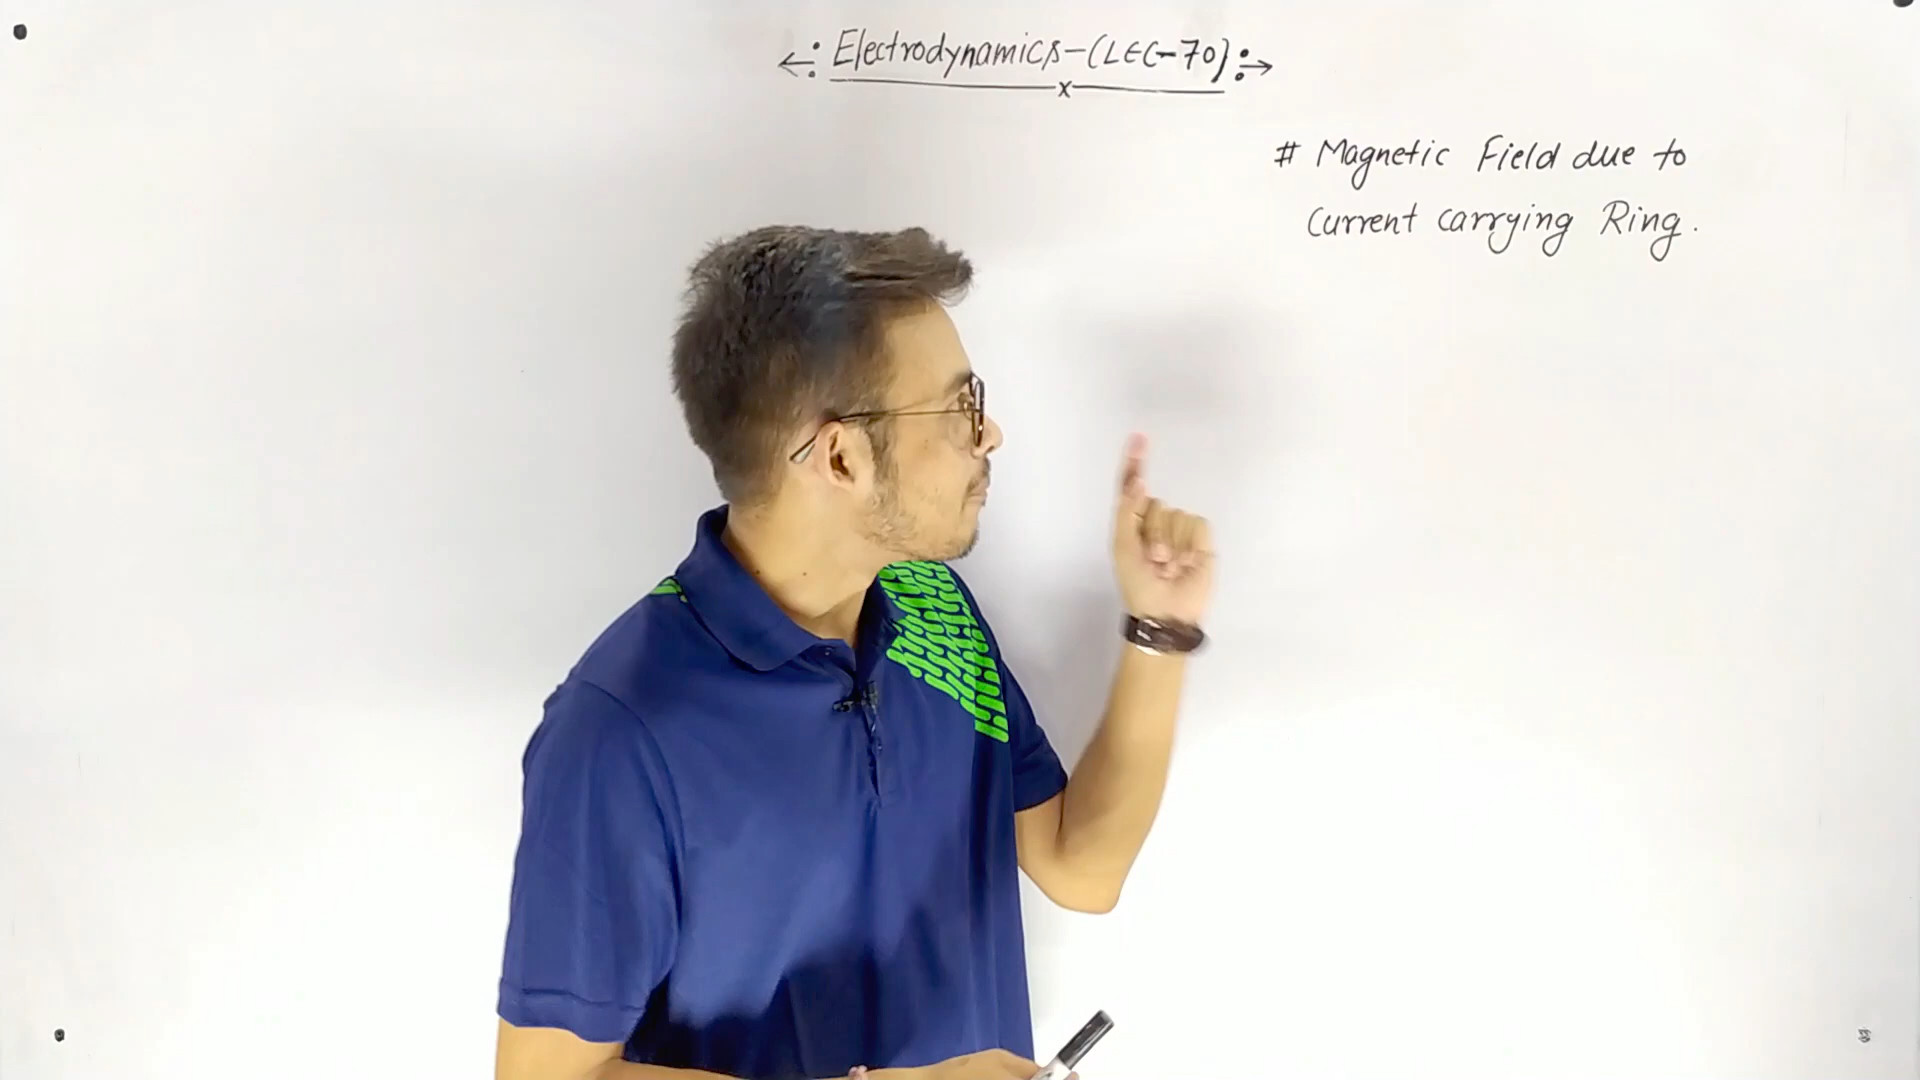 Electrodynamics-(LEC-70)
# Magnetic Field due to
Current carrying Ring.